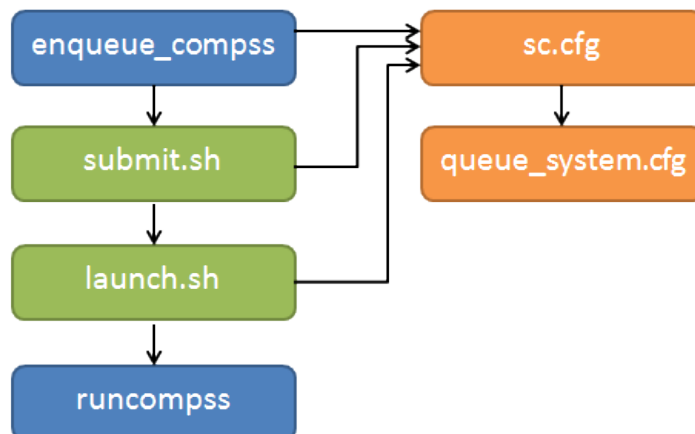 enqueue_compss
sc.cfg
submit.sh
queue_system.cfg
launch.sh
runcompss